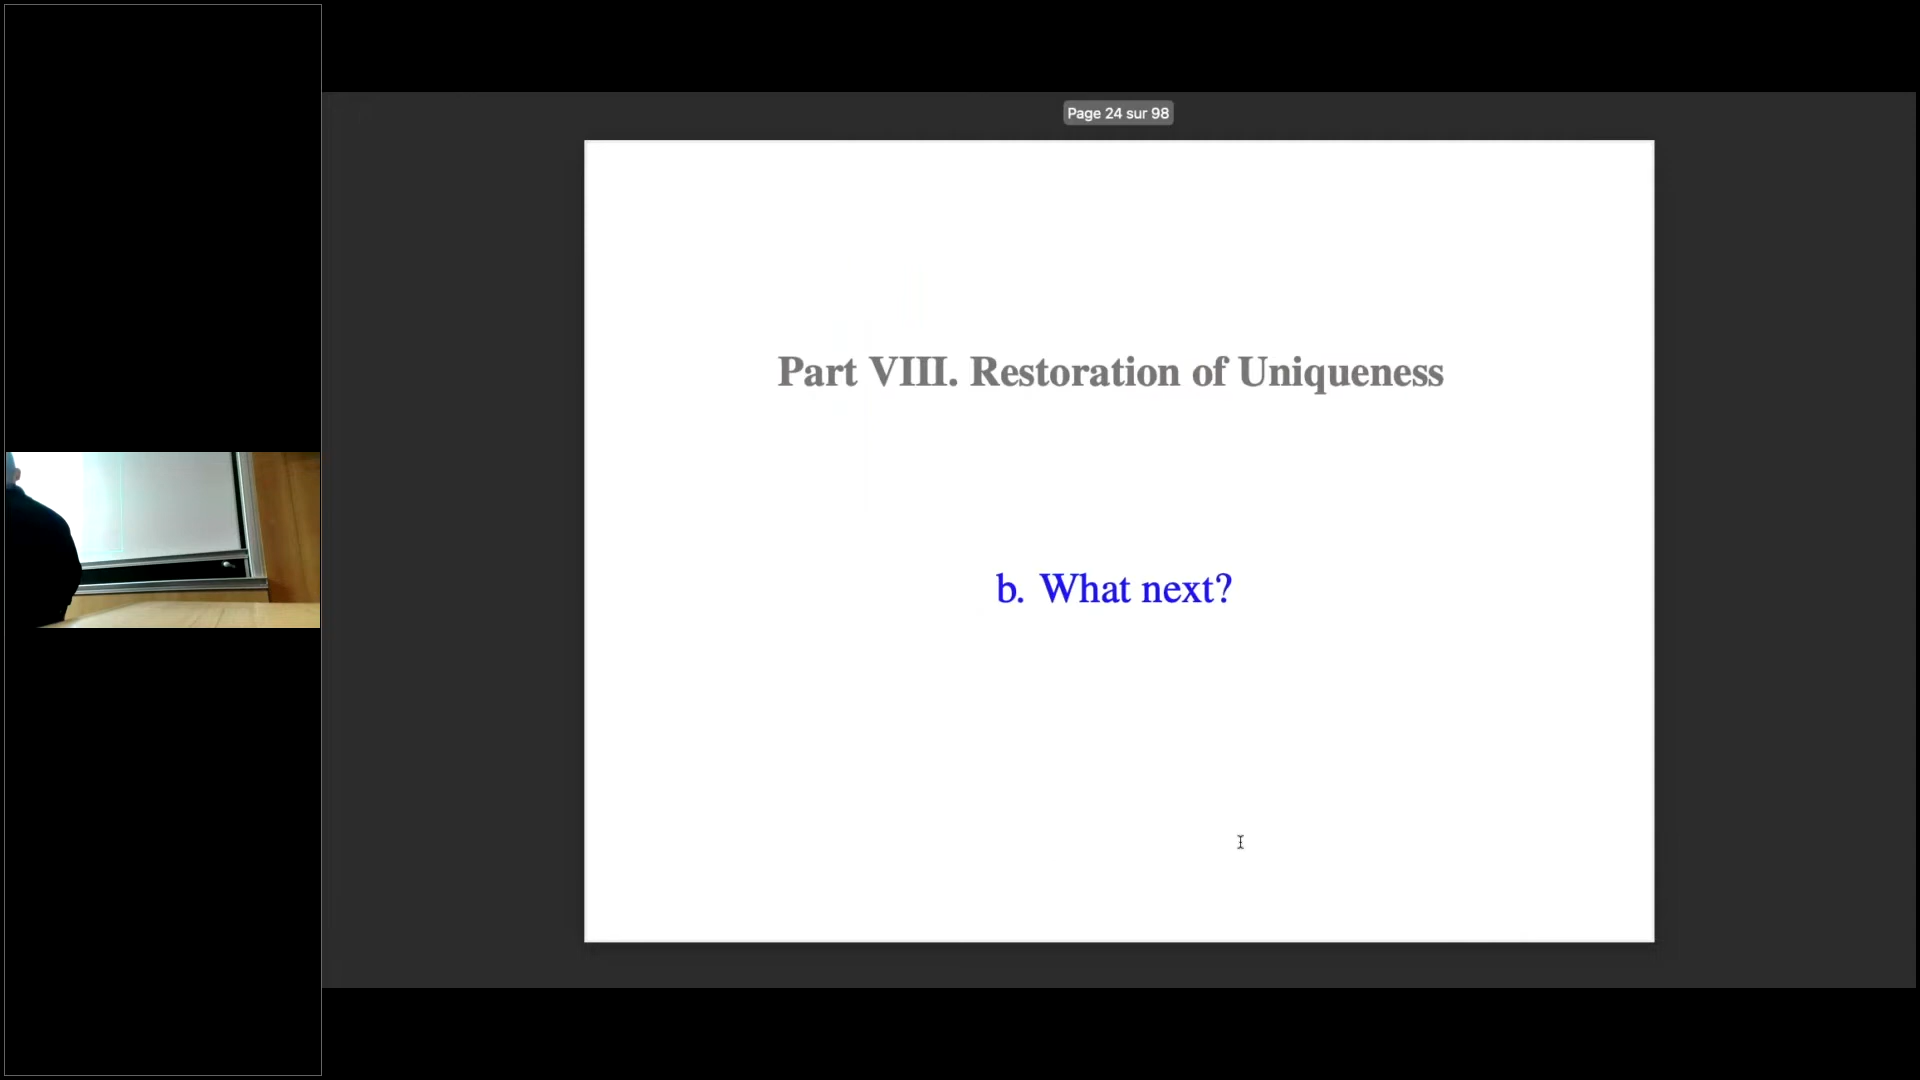 Page 24 sur 98
Part VIII. Restoration of Uniqueness
b. What next?